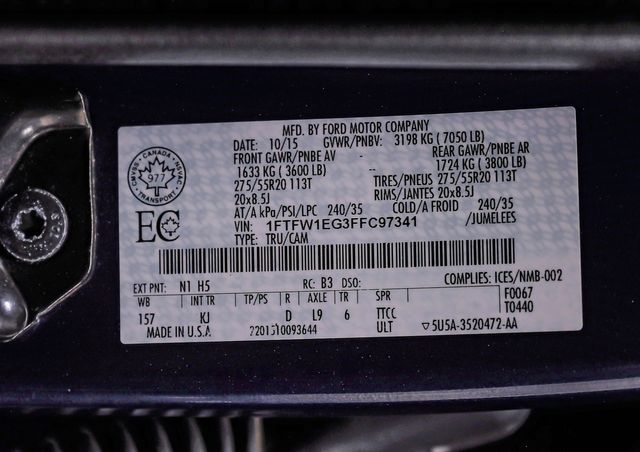 MFD. BY FORD MOTOR COMPANY
DATE: 10/15 GVWR/PNBV: 3198 KG ( 7050 LB)
FRONT GAWR/PNBE AV REAR GAWR/PNBE AR
1633 KG ( 3600 LB) -- 1724 KG ( 3800 LB)
275/55R20 113T TIRES/PNEUS 275/55R20 113T
20x8.5J RIMS/JANTES 20x8.5J
AT/A kPa/PSI/LPC 240/35 COLD/A FROID 240/35
VIN: 1FTFW1EG3FFC97341 /JUMELEES
TYPE: TRU/CAM
CMVSS - CANADA - NSVAC
977
TRANSPORT
EC
EXT PNT: N1 H5 RC: B3 DSO: COMPLIES: ICES/NMB-002
WB INT TR TP/PS R AXLE TR SPR F0067
157 KJ D L9 6 TTCC T0440
MADE IN U.S.A 2201510093644 ULT ▽5U5A-3520472-AA